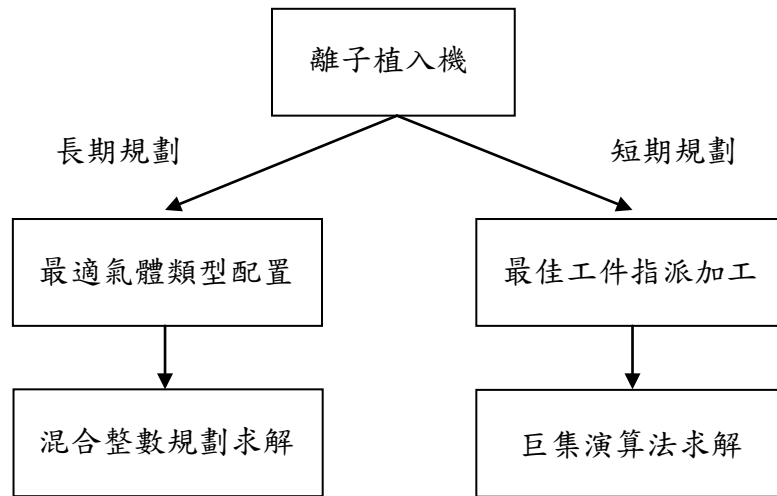 離子植入機
長期規劃
短期規劃
最適氣體類型配置
最佳工件指派加工
混合整數規劃求解
巨集演算法求解